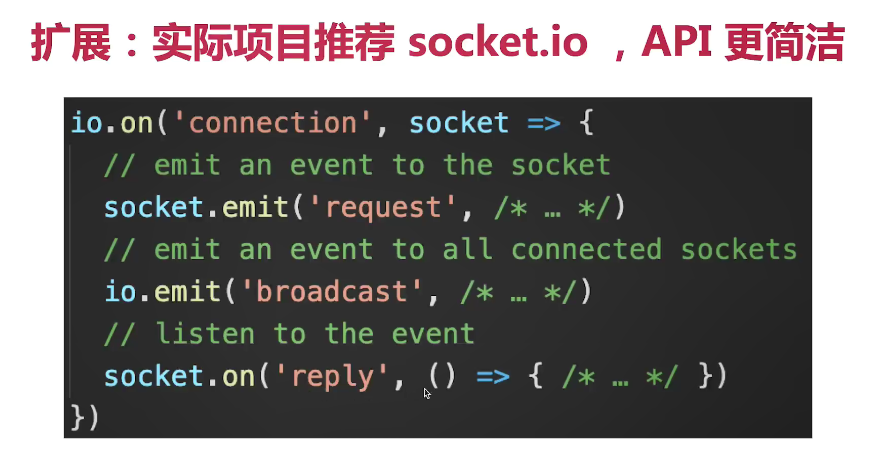 扩展：实际项目推荐 socket.io ，API 更简洁
io.on('connection', socket => {
  // emit an event to the socket
  socket.emit('request', /* … */)
  // emit an event to all connected sockets
  io.emit('broadcast', /* … */)
  // listen to the event
  socket.on('reply', () => { /* … */ })
})